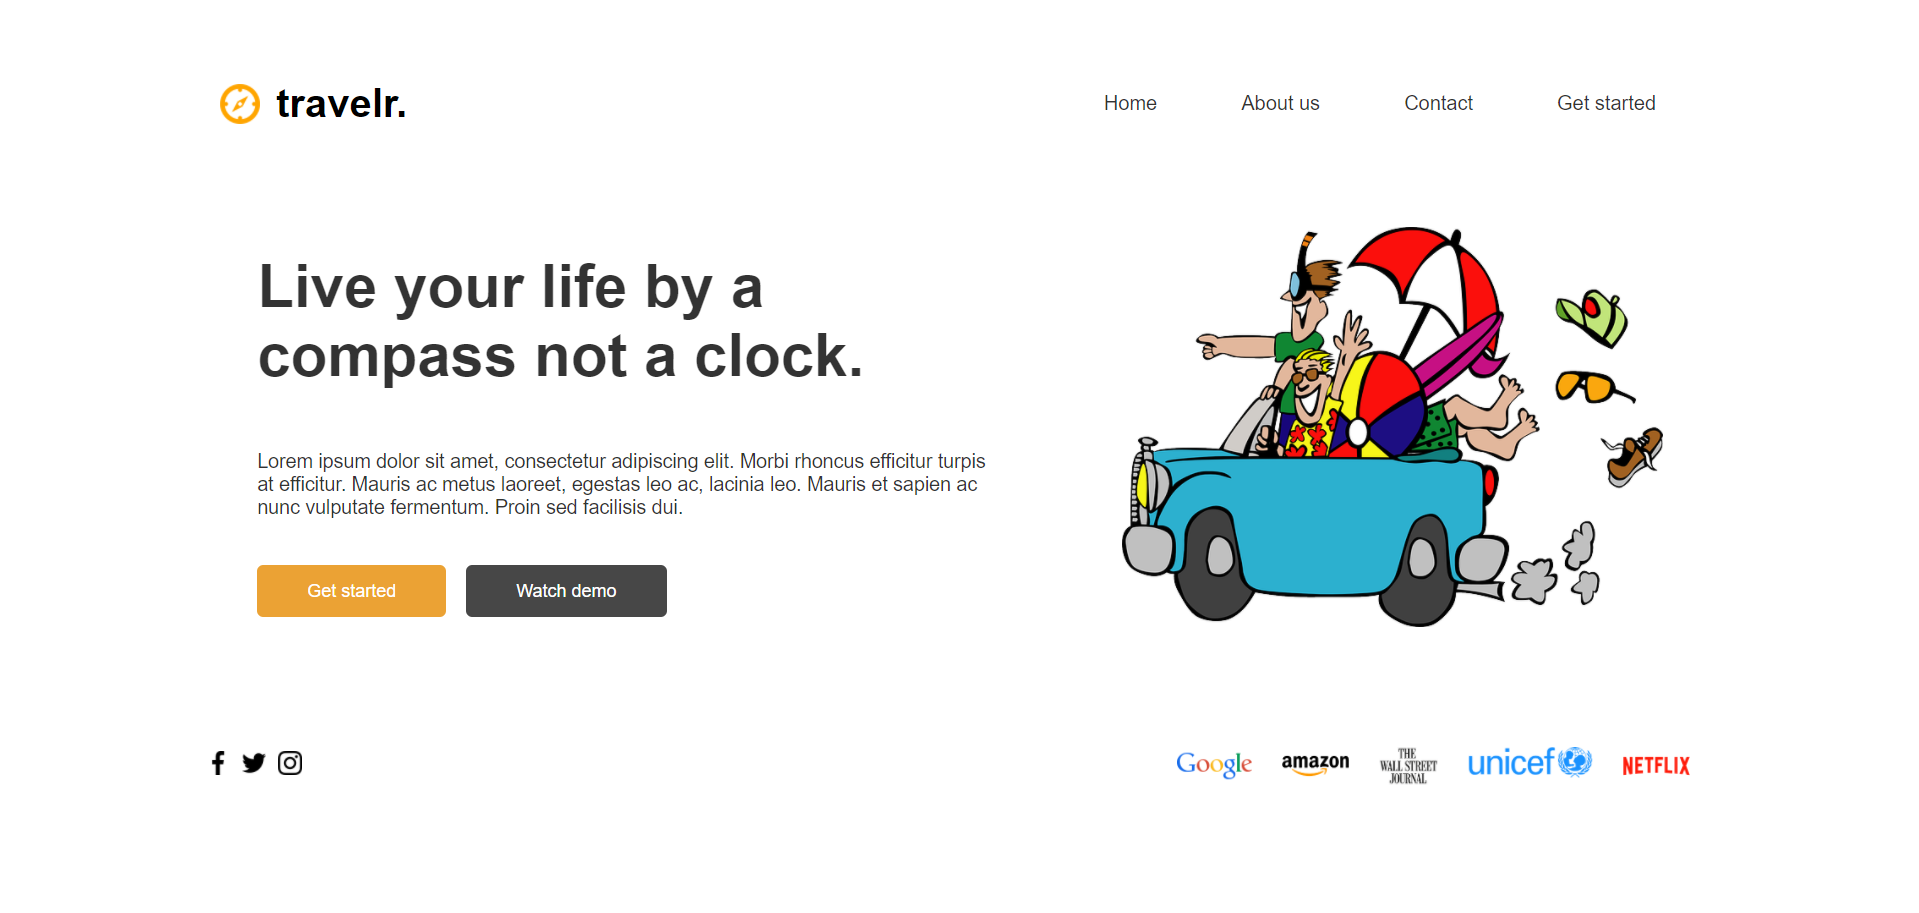 travelr.
Home
About us
Contact
Get started
Live your life by a
compass not a clock.
Lorem ipsum dolor sit amet, consectetur adipiscing elit. Morbi rhoncus efficitur turpis
at efficitur. Mauris ac metus laoreet, egestas leo ac, lacinia leo. Mauris et sapien ac
nunc vulputate fermentum. Proin sed facilisis dui.
Get started
Watch demo
Google
amazon
THE
WALL STREET
JOURNAL
unicef
NETFLIX